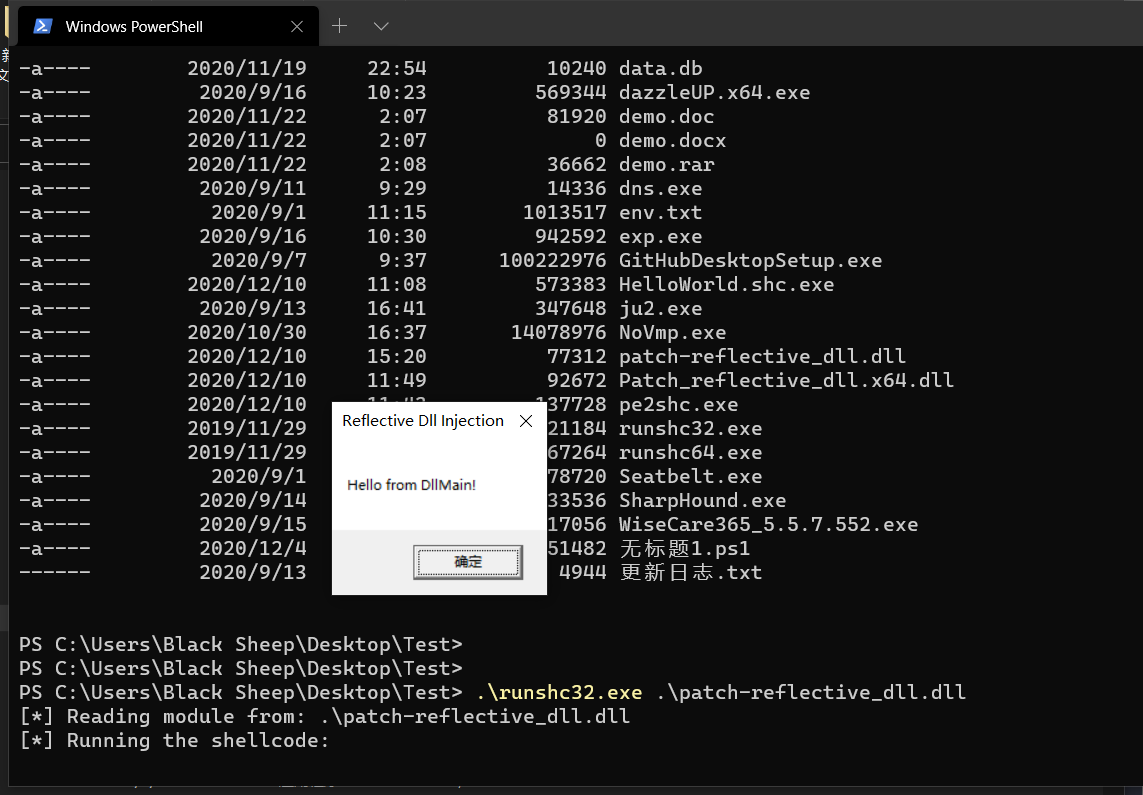 Windows PowerShell
-a---- 2020/11/19 22:54 10240 data.db
-a---- 2020/9/16 10:23 569344 dazzleUP.x64.exe
-a---- 2020/11/22 2:07 81920 demo.doc
-a---- 2020/11/22 2:07 0 demo.docx
-a---- 2020/11/22 2:08 36662 demo.rar
-a---- 2020/9/11 9:29 14336 dns.exe
-a---- 2020/9/1 11:15 1013517 env.txt
-a---- 2020/9/16 10:30 942592 exp.exe
-a---- 2020/9/7 9:37 100222976 GitHubDesktopSetup.exe
-a---- 2020/12/10 11:08 573383 HelloWorld.shc.exe
-a---- 2020/9/13 16:41 347648 ju2.exe
-a---- 2020/10/30 16:37 14078976 NoVmp.exe
-a---- 2020/12/10 15:20 77312 patch-reflective_dll.dll
-a---- 2020/12/10 11:49 92672 Patch_reflective_dll.x64.dll
-a---- 2020/12/10 137728 pe2shc.exe
-a---- 2019/11/29 21184 runshc32.exe
-a---- 2019/11/29 67264 runshc64.exe
-a---- 2020/9/1 78720 Seatbelt.exe
-a---- 2020/9/14 33536 SharpHound.exe
-a---- 2020/9/15 17056 WiseCare365_5.5.7.552.exe
-a---- 2020/12/4 51482 无标题1.ps1
------ 2020/9/13 4944 更新日志.txt
Reflective Dll Injection
Hello from DllMain!
确定
PS C:\Users\Black Sheep\Desktop\Test>
PS C:\Users\Black Sheep\Desktop\Test>
PS C:\Users\Black Sheep\Desktop\Test> .\runshc32.exe .\patch-reflective_dll.dll
[*] Reading module from: .\patch-reflective_dll.dll
[*] Running the shellcode: